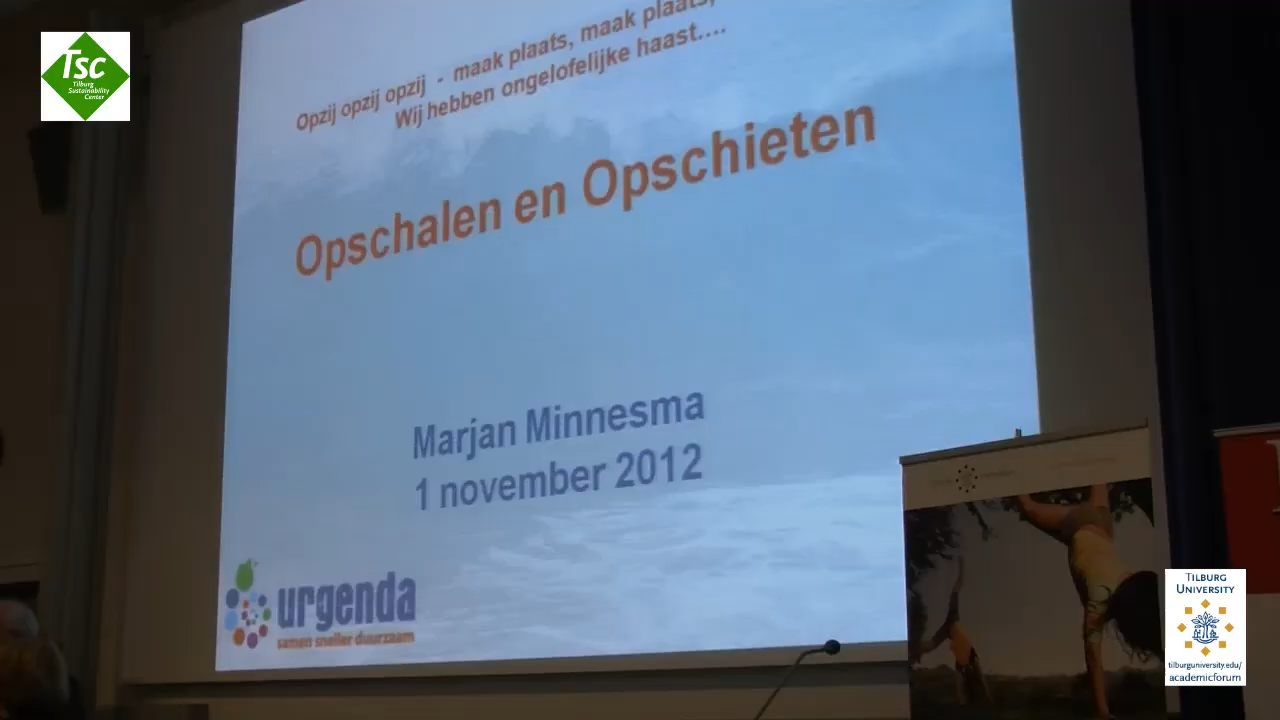 Tsc
Tilburg
Sustainability
Center
Opzij opzij opzij - maak plaats, maak plaats,
Wij hebben ongelofelijke haast....
Opschalen en Opschieten
Marjan Minnesma
1 november 2012
urgenda
samen sneller duurzaam
TILBURG
UNIVERSITY
tilburguniversity.edu/
academicforum